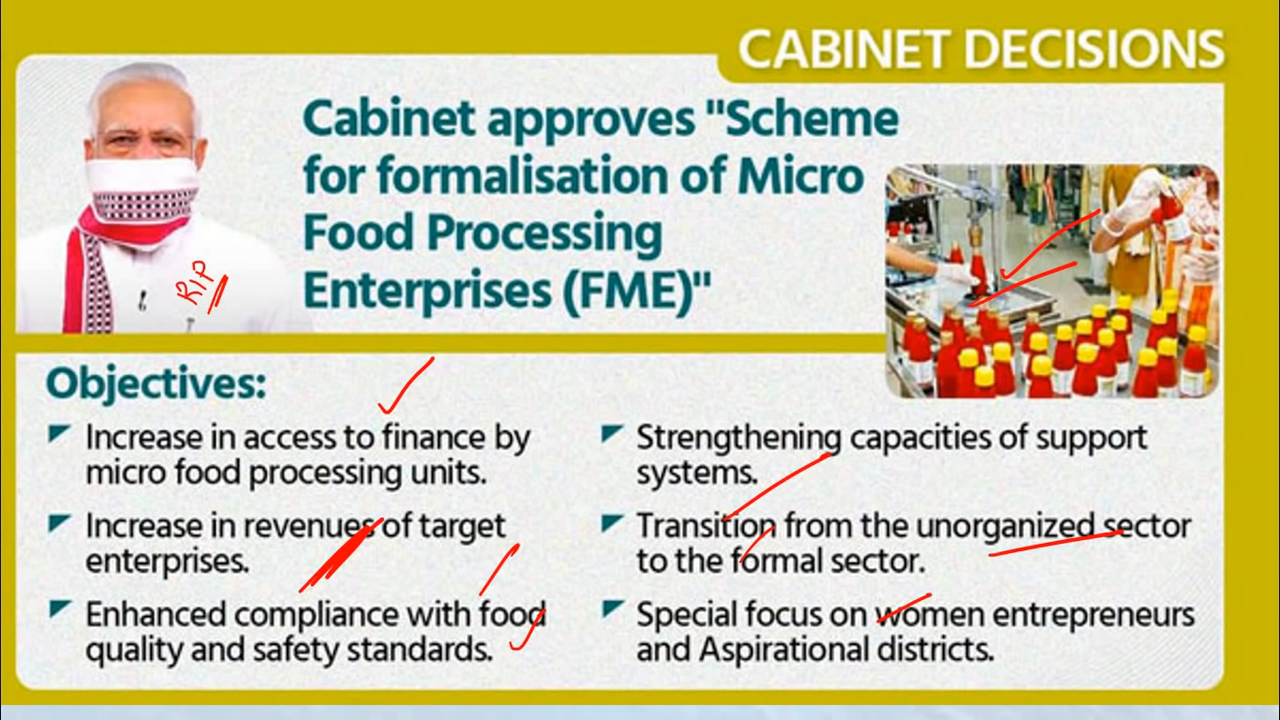 CABINET DECISIONS
Cabinet approves "Scheme
for formalisation of Micro
Food Processing
Enterprises (FME)"
RIP
Objectives:
Increase in access to finance by
micro food processing units.
Increase in revenues of target
enterprises.
Enhanced compliance with food
quality and safety standards.
Strengthening capacities of support
systems.
Transition from the unorganized sector
to the formal sector.
Special focus on women entrepreneurs
and Aspirational districts.